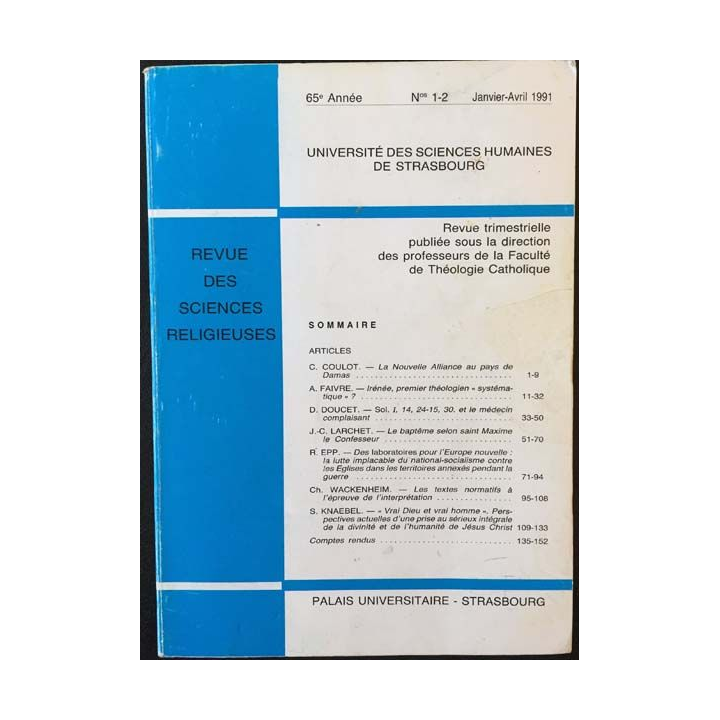 65e Année Nos 1-2 Janvier-Avril 1991
UNIVERSITÉ DES SCIENCES HUMAINES
DE STRASBOURG
REVUE
DES
SCIENCES
RELIGIEUSES
Revue trimestrielle
publiée sous la direction
des professeurs de la Faculté
de Théologie Catholique
SOMMAIRE
ARTICLES
C. COULOT. — La Nouvelle Alliance au pays de
Damas ................................ 1-9
A. FAIVRE. — Irénée, premier théologien « systéma-
tique » ? ................................ 11-32
D. DOUCET. — Sol. I, 14, 24-15, 30. et le médecin
complaisant ................................ 33-50
J.-C. LARCHET. — Le baptême selon saint Maxime
le Confesseur ................................ 51-70
R. EPP. — Des laboratoires pour l'Europe nouvelle :
la lutte implacable du national-socialisme contre
les Eglises dans les territoires annexés pendant la
guerre ................................ 71-94
Ch. WACKENHEIM. — Les textes normatifs à
l'épreuve de l'interprétation ................ 95-108
S. KNAEBEL. — « Vrai Dieu et vrai homme ». Pers-
pectives actuelles d'une prise au sérieux intégrale
de la divinité et de l'humanité de Jésus Christ 109-133
Comptes rendus ................................ 135-152
PALAIS UNIVERSITAIRE - STRASBOURG